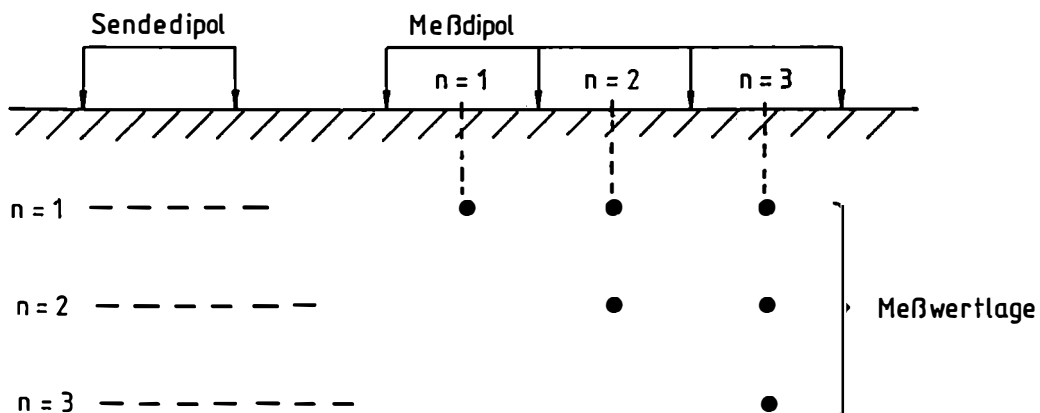 Sendedipol Meßdipol
n = 1 n = 2 n = 3
n = 1
n = 2 Meßwertlage
n = 3